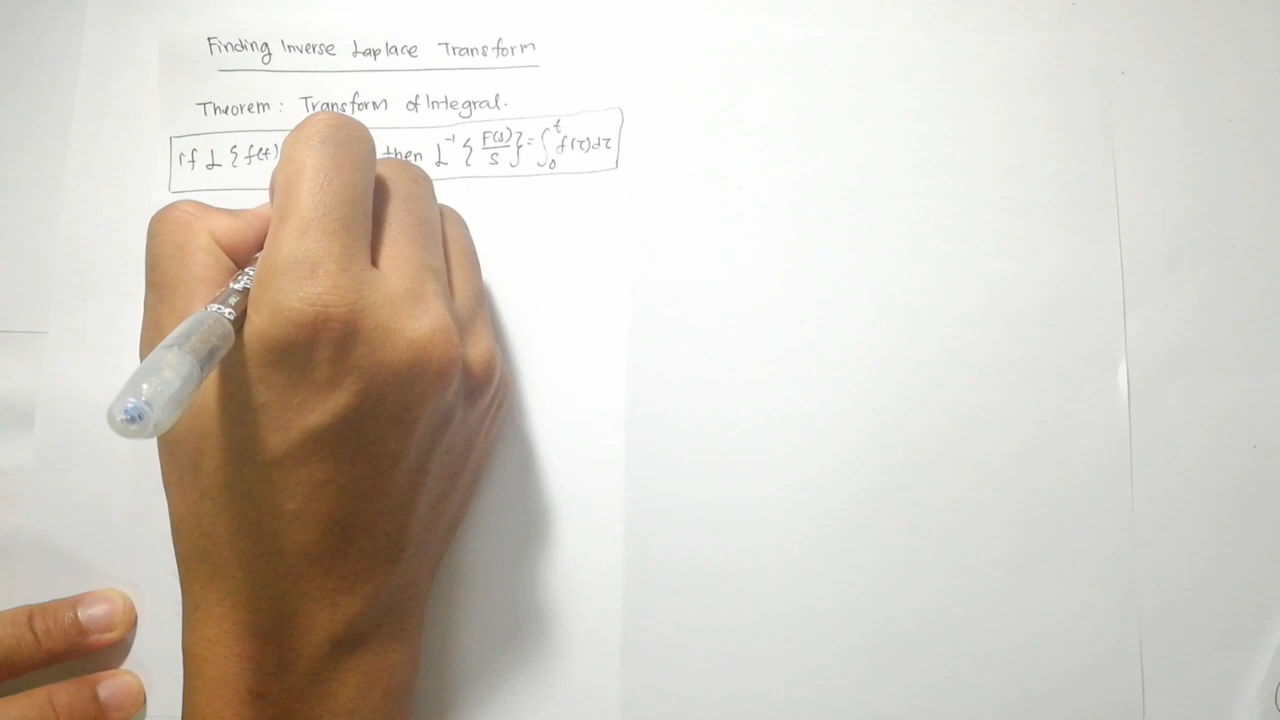 Finding Inverse Laplace Transform
Theorem: Transform of Integral.
If L { f(t) then L⁻¹ { F(s)/s } = ∫₀ᵗ f(τ)dτ